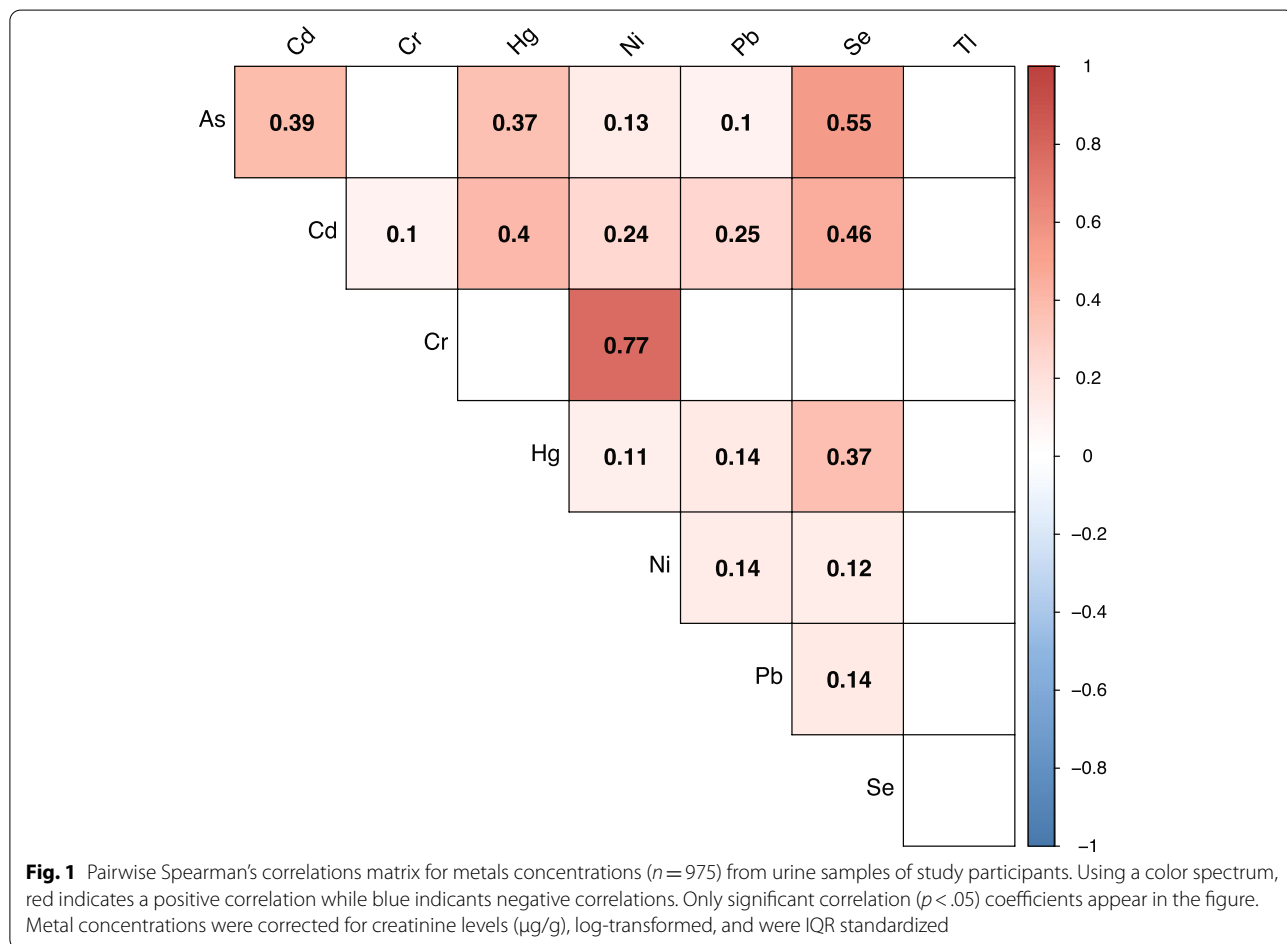 Cd Cr Hg Ni Pb Se Tl
1
As 0.39 0.37 0.13 0.1 0.55
0.8
Cd 0.1 0.4 0.24 0.25 0.46
0.6
0.4
Cr 0.77
0.2
Hg 0.11 0.14 0.37
0
−0.2
Ni 0.14 0.12
−0.4
−0.6
Pb 0.14
−0.8
Se
−1
Fig. 1 Pairwise Spearman’s correlations matrix for metals concentrations (n = 975) from urine samples of study participants. Using a color spectrum,
red indicates a positive correlation while blue indicants negative correlations. Only significant correlation (p < .05) coefficients appear in the figure.
Metal concentrations were corrected for creatinine levels (μg/g), log-transformed, and were IQR standardized